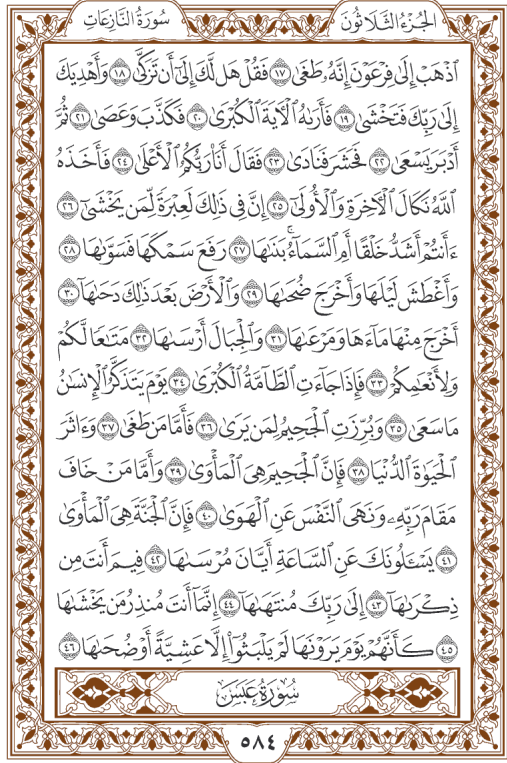 الجُزْءُ الثَّلَاثُونَ
سُورَةُ النَّازِعَاتِ
ٱذْهَبْ إِلَىٰ فِرْعَوْنَ إِنَّهُۥ طَغَىٰ ١٧ فَقُلْ هَل لَّكَ إِلَىٰٓ أَن تَزَكَّىٰ ١٨ وَأَهْدِيَكَ
إِلَىٰ رَبِّكَ فَتَخْشَىٰ ١٩ فَأَرَىٰهُ ٱلْـَٔايَةَ ٱلْكُبْرَىٰ ٢٠ فَكَذَّبَ وَعَصَىٰ ٢١ ثُمَّ
أَدْبَرَ يَسْعَىٰ ٢٢ فَحَشَرَ فَنَادَىٰ ٢٣ فَقَالَ أَنَا۠ رَبُّكُمُ ٱلْأَعْلَىٰ ٢٤ فَأَخَذَهُ
ٱللَّهُ نَكَالَ ٱلْـَٔاخِرَةِ وَٱلْأُولَىٰٓ ٢٥ إِنَّ فِى ذَٰلِكَ لَعِبْرَةً لِّمَن يَخْشَىٰٓ ٢٦
ءَأَنتُمْ أَشَدُّ خَلْقًا أَمِ ٱلسَّمَآءُ ۚ بَنَىٰهَا ٢٧ رَفَعَ سَمْكَهَا فَسَوَّىٰهَا ٢٨
وَأَغْطَشَ لَيْلَهَا وَأَخْرَجَ ضُحَىٰهَا ٢٩ وَٱلْأَرْضَ بَعْدَ ذَٰلِكَ دَحَىٰهَآ ٣٠
أَخْرَجَ مِنْهَا مَآءَهَا وَمَرْعَىٰهَا ٣١ وَٱلْجِبَالَ أَرْسَىٰهَا ٣٢ مَتَٰعًا لَّكُمْ
وَلِأَنْعَٰمِكُمْ ٣٣ فَإِذَا جَآءَتِ ٱلطَّآمَّةُ ٱلْكُبْرَىٰ ٣٤ يَوْمَ يَتَذَكَّرُ ٱلْإِنسَٰنُ
مَا سَعَىٰ ٣٥ وَبُرِّزَتِ ٱلْجَحِيمُ لِمَن يَرَىٰ ٣٦ فَأَمَّا مَن طَغَىٰ ٣٧ وَءَاثَرَ
ٱلْحَيَوٰةَ ٱلدُّنْيَا ٣٨ فَإِنَّ ٱلْجَحِيمَ هِىَ ٱلْمَأْوَىٰ ٣٩ وَأَمَّا مَنْ خَافَ
مَقَامَ رَبِّهِۦ وَنَهَى ٱلنَّفْسَ عَنِ ٱلْهَوَىٰ ٤٠ فَإِنَّ ٱلْجَنَّةَ هِىَ ٱلْمَأْوَىٰ
٤١ يَسْـَٔلُونَكَ عَنِ ٱلسَّاعَةِ أَيَّانَ مُرْسَىٰهَا ٤٢ فِيمَ أَنتَ مِن
ذِكْرَىٰهَآ ٤٣ إِلَىٰ رَبِّكَ مُنتَهَىٰهَآ ٤٤ إِنَّمَآ أَنتَ مُنذِرُ مَن يَخْشَىٰهَا
٤٥ كَأَنَّهُمْ يَوْمَ يَرَوْنَهَا لَمْ يَلْبَثُوٓا۟ إِلَّا عَشِيَّةً أَوْ ضُحَىٰهَا ٤٦
سُورَةُ عَبَسَ
٥٨٤